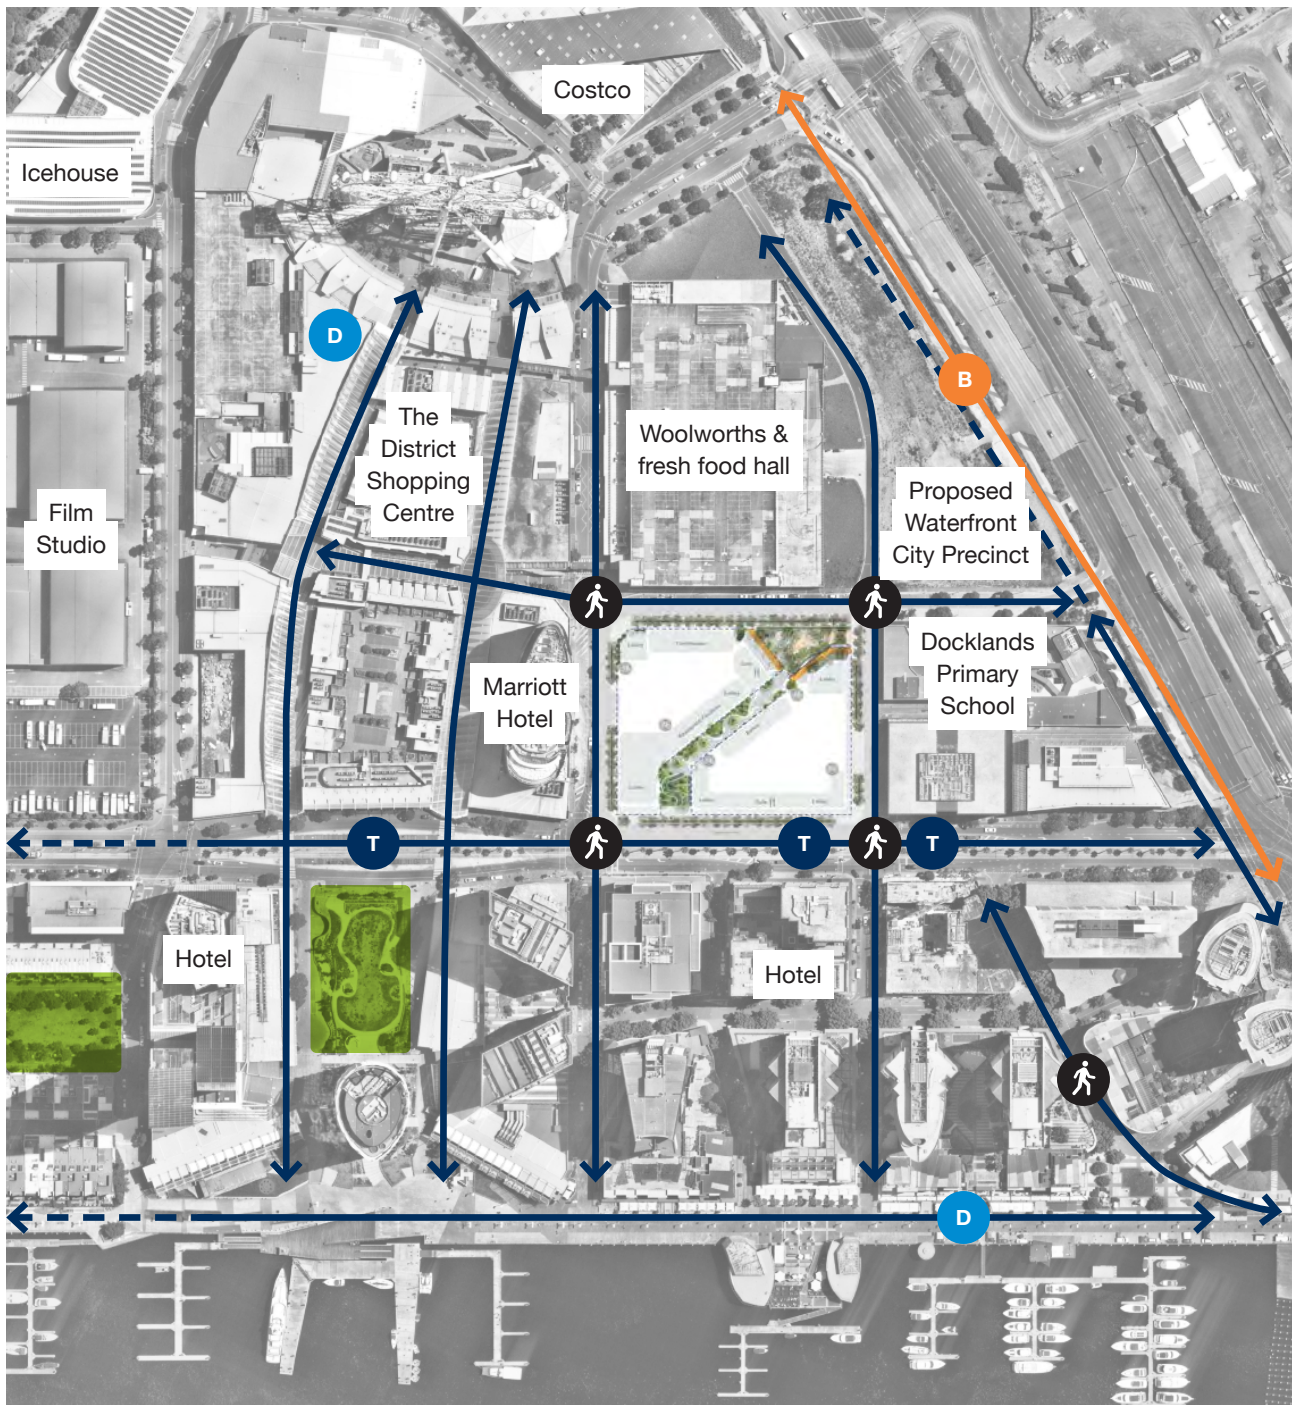 Costco
Icehouse
D
The
District
Shopping
Centre
Woolworths &
fresh food hall
B
Film
Studio
Proposed
Waterfront
City Precinct
Docklands
Primary
School
Marriott
Hotel
T
T
T
Hotel
Hotel
D